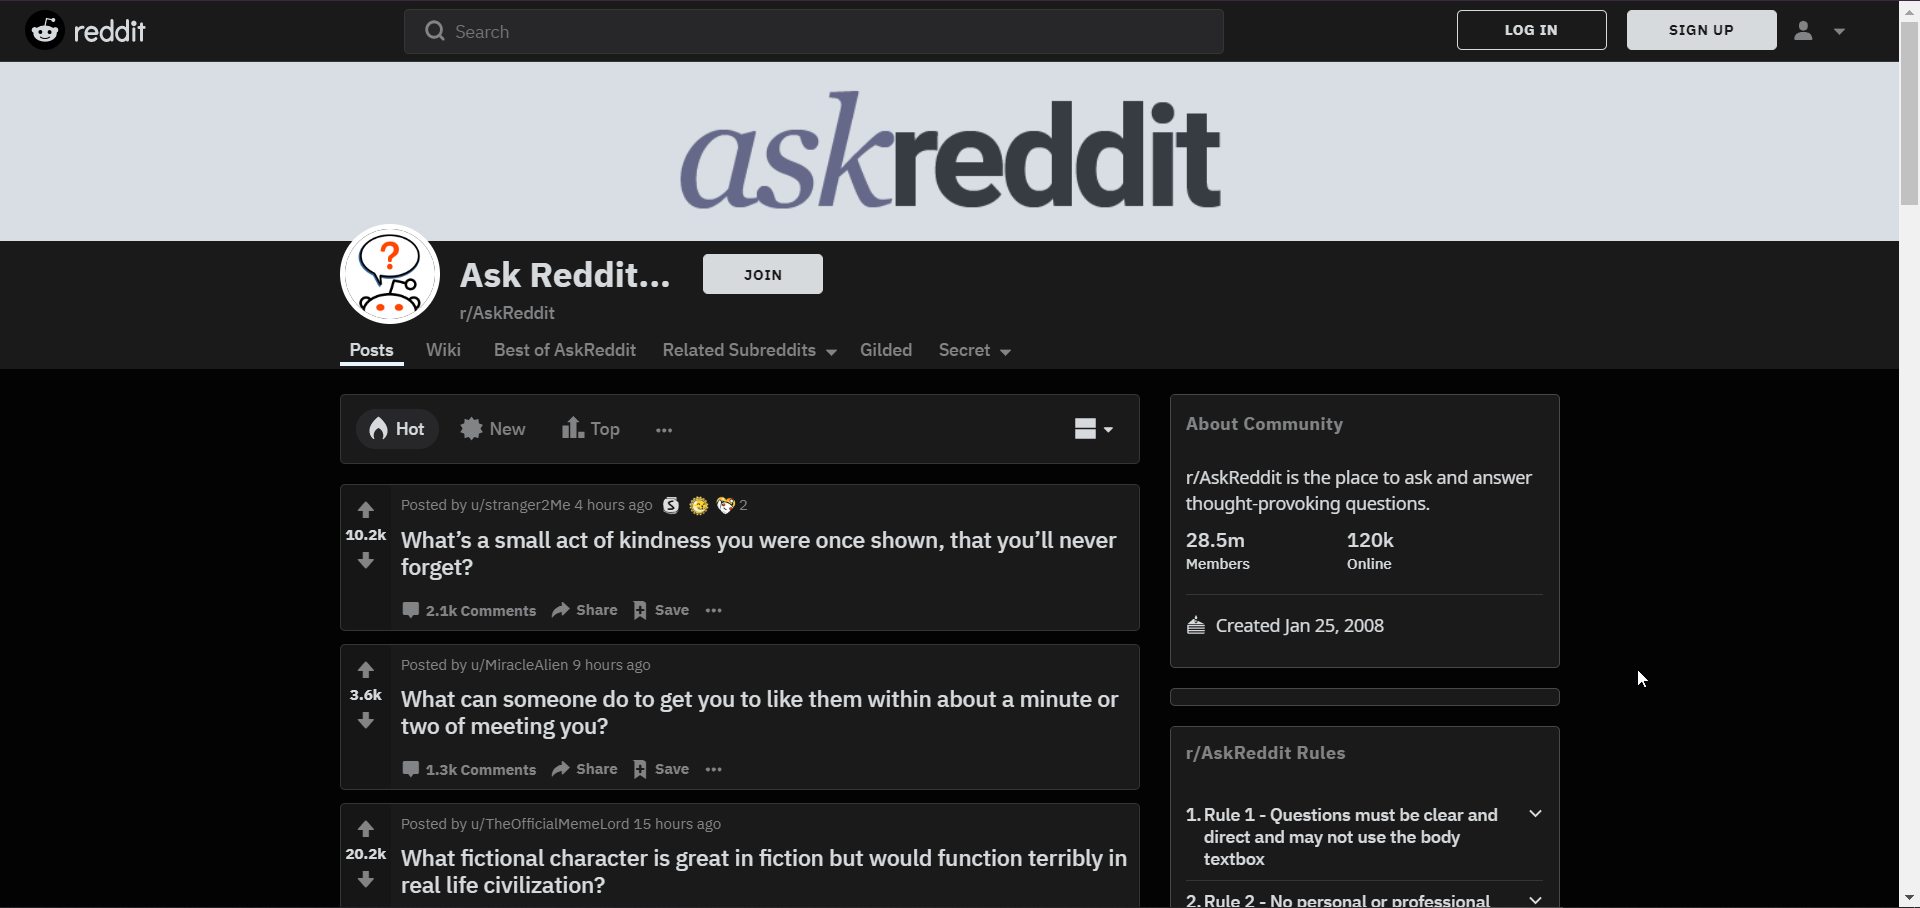 reddit
Search
LOG IN
SIGN UP
askreddit
?
Ask Reddit...
JOIN
r/AskReddit
Posts
Wiki
Best of AskReddit
Related Subreddits
Gilded
Secret
Hot
New
Top
Posted by u/stranger2Me 4 hours ago
S
2
10.2k
What’s a small act of kindness you were once shown, that you’ll never
forget?
2.1k Comments
Share
Save
Posted by u/MiracleAlien 9 hours ago
3.6k
What can someone do to get you to like them within about a minute or
two of meeting you?
1.3k Comments
Share
Save
Posted by u/TheOfficialMemeLord 15 hours ago
20.2k
What fictional character is great in fiction but would function terribly in
real life civilization?
About Community
r/AskReddit is the place to ask and answer
thought-provoking questions.
28.5m
120k
Members
Online
Created Jan 25, 2008
r/AskReddit Rules
1. Rule 1 - Questions must be clear and
direct and may not use the body
textbox
2. Rule 2 - No personal or professional